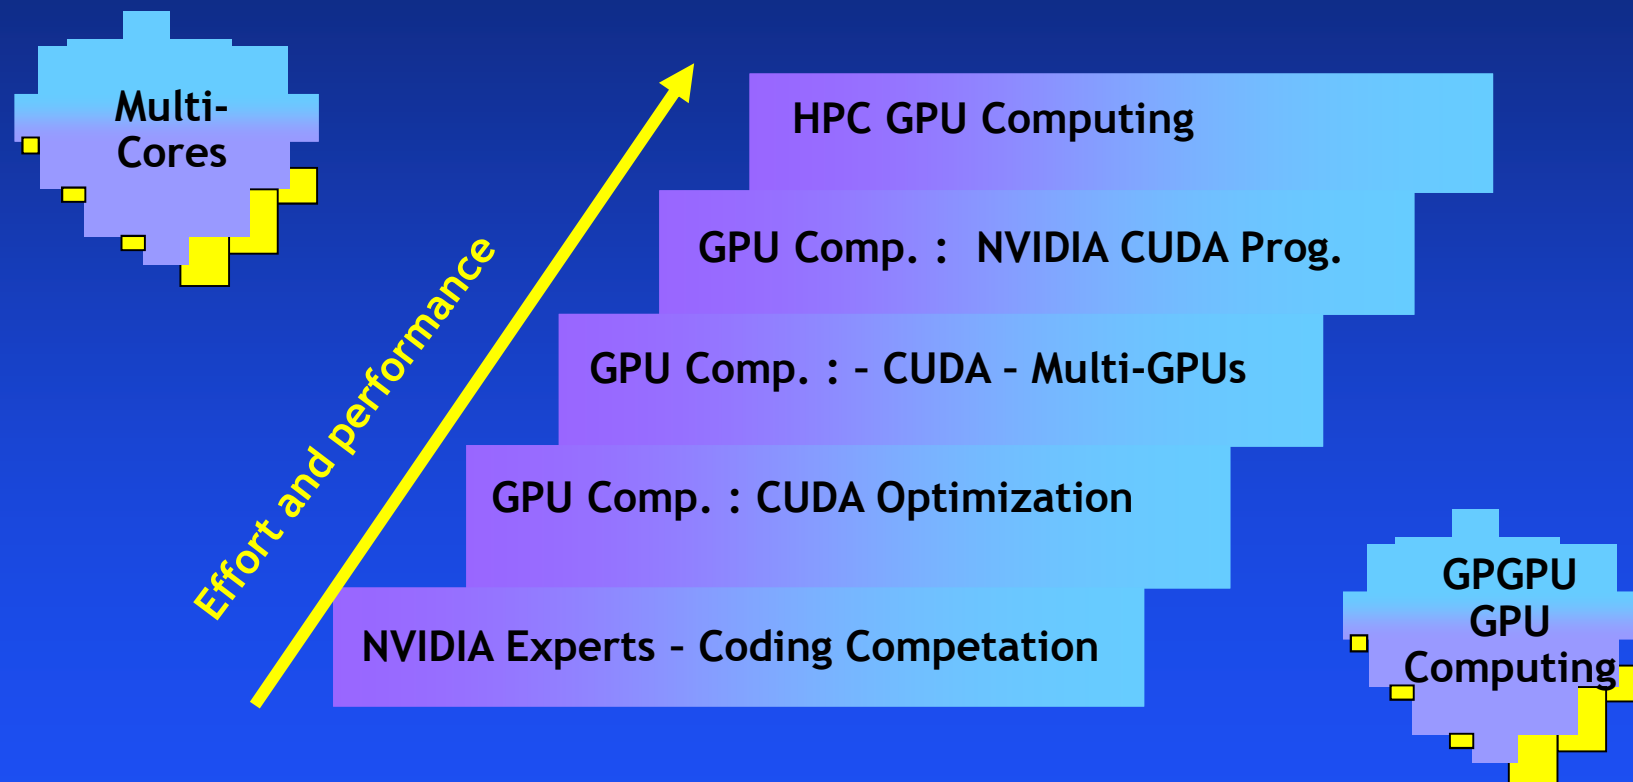 Multi-
Cores
HPC GPU Computing
GPU Comp. :  NVIDIA CUDA Prog.
GPU Comp. : – CUDA – Multi-GPUs
Effort and performance
GPU Comp. : CUDA Optimization
NVIDIA Experts – Coding Competation
GPGPU
GPU
Computing